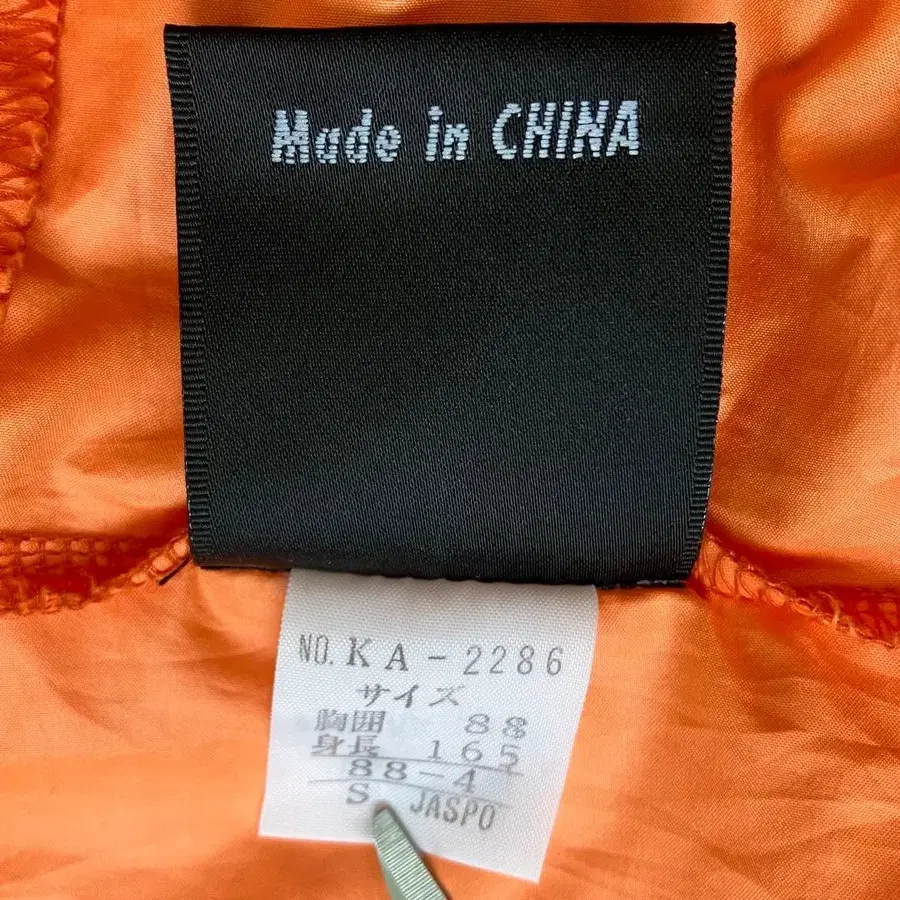 Made in CHINA
NO. KA-2286
サイズ
胸囲 88
身長 165
88-4
S JASPO